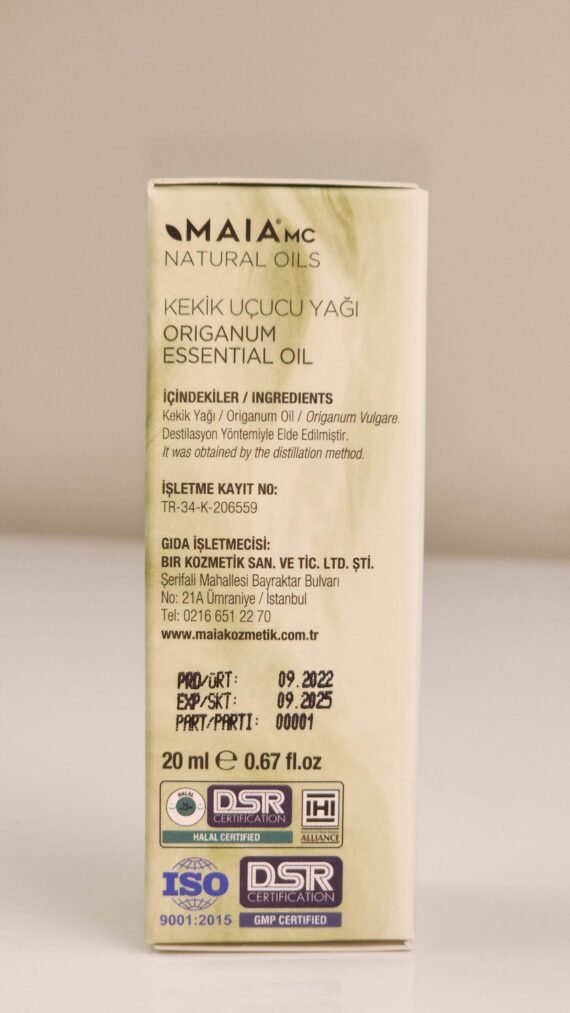 MAIA® MC
NATURAL OILS
KEKİK UÇUCU YAĞI
ORIGANUM
ESSENTIAL OIL
İÇİNDEKİLER / INGREDIENTS
Kekik Yağı / Origanum Oil / Origanum Vulgare.
Destilasyon Yöntemiyle Elde Edilmiştir.
It was obtained by the distillation method.
İŞLETME KAYIT NO:
TR-34-K-206559
GIDA İŞLETMECİSİ:
BIR KOZMETİK SAN. VE TİC. LTD. ŞTİ.
Şerifali Mahallesi Bayraktar Bulvarı
No: 21A Ümraniye / İstanbul
Tel: 0216 651 22 70
www.maiakozmetik.com.tr
PRD/ÜRT: 09.2022
EXP/SKT: 09.2025
PART/PARTI: 00001
20 ml ℮ 0.67 fl.oz
HALAL
DSR
CERTIFICATION
HALAL CERTIFIED
IHI
ALLIANCE
ISO
9001:2015
DSR
CERTIFICATION
GMP CERTIFIED